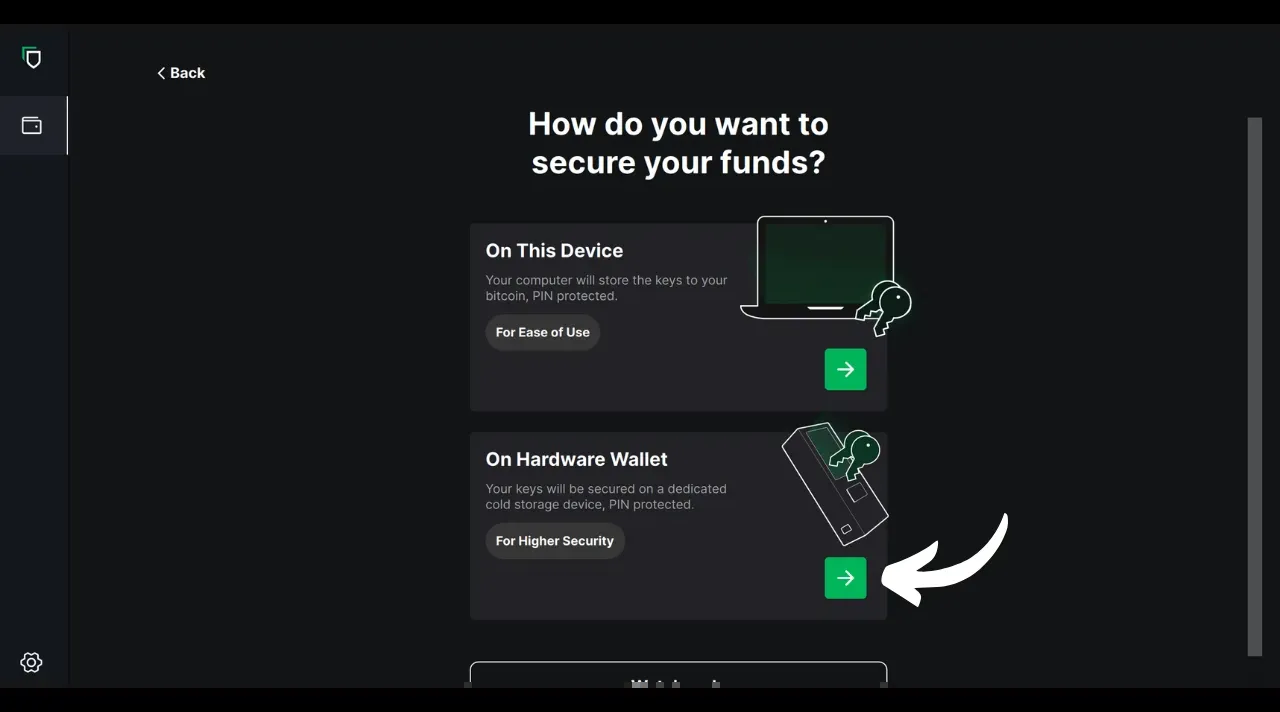 Back
How do you want to
secure your funds?
On This Device
Your computer will store the keys to your
bitcoin, PIN protected.
For Ease of Use
On Hardware Wallet
Your keys will be secured on a dedicated
cold storage device, PIN protected.
For Higher Security